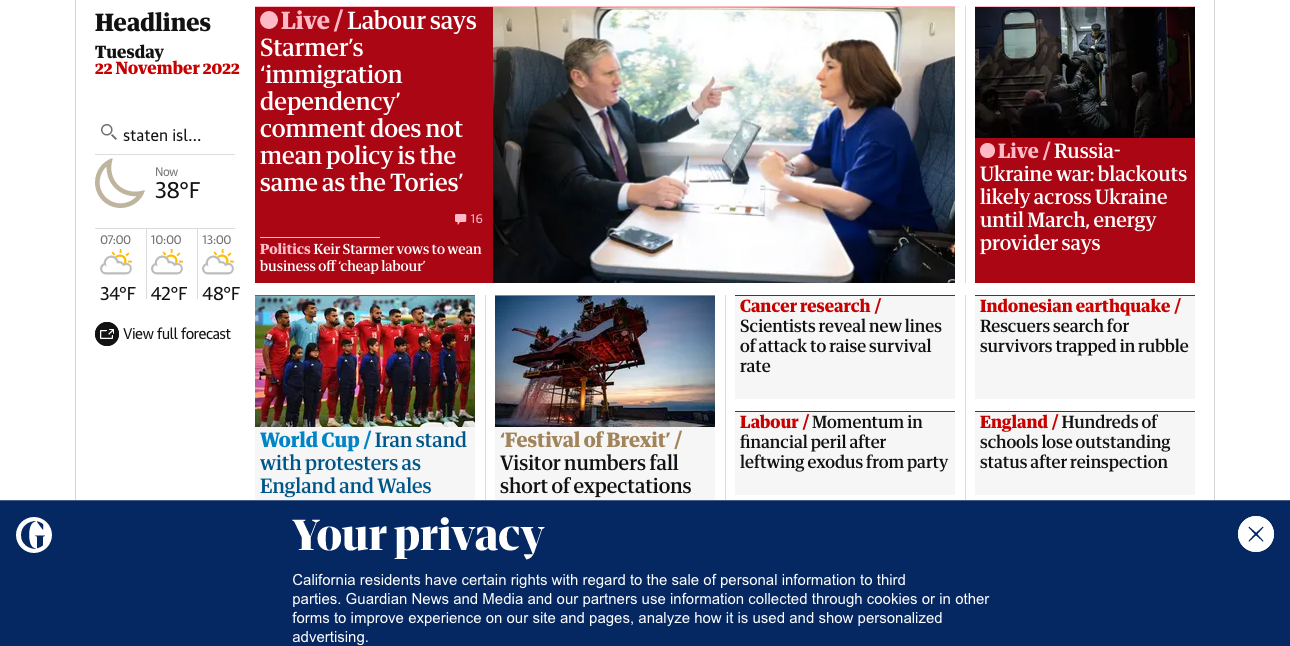 Headlines
Tuesday
22 November 2022
staten isl...
Now
38°F
07:00
10:00
13:00
34°F
42°F
48°F
View full forecast
Live / Labour says
Starmer’s
‘immigration
dependency’
comment does not
mean policy is the
same as the Tories’
16
Politics Keir Starmer vows to wean
business off ‘cheap labour’
Live / Russia-
Ukraine war: blackouts
likely across Ukraine
until March, energy
provider says
World Cup / Iran stand
with protesters as
England and Wales
‘Festival of Brexit’ /
Visitor numbers fall
short of expectations
Cancer research /
Scientists reveal new lines
of attack to raise survival
rate
Labour / Momentum in
financial peril after
leftwing exodus from party
Indonesian earthquake /
Rescuers search for
survivors trapped in rubble
England / Hundreds of
schools lose outstanding
status after reinspection
Your privacy
California residents have certain rights with regard to the sale of personal information to third
parties. Guardian News and Media and our partners use information collected through cookies or in other
forms to improve experience on our site and pages, analyze how it is used and show personalized
advertising.